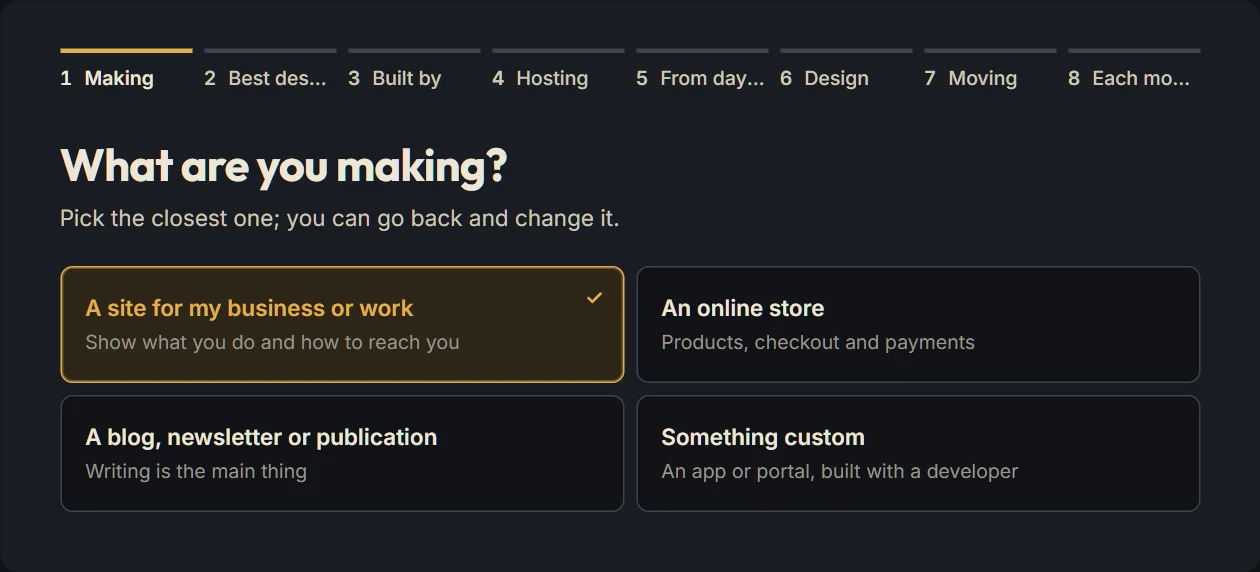 1 Making 2 Best des... 3 Built by 4 Hosting 5 From day... 6 Design 7 Moving 8 Each mo...
What are you making?
Pick the closest one; you can go back and change it.
A site for my business or work
Show what you do and how to reach you
An online store
Products, checkout and payments
A blog, newsletter or publication
Writing is the main thing
Something custom
An app or portal, built with a developer